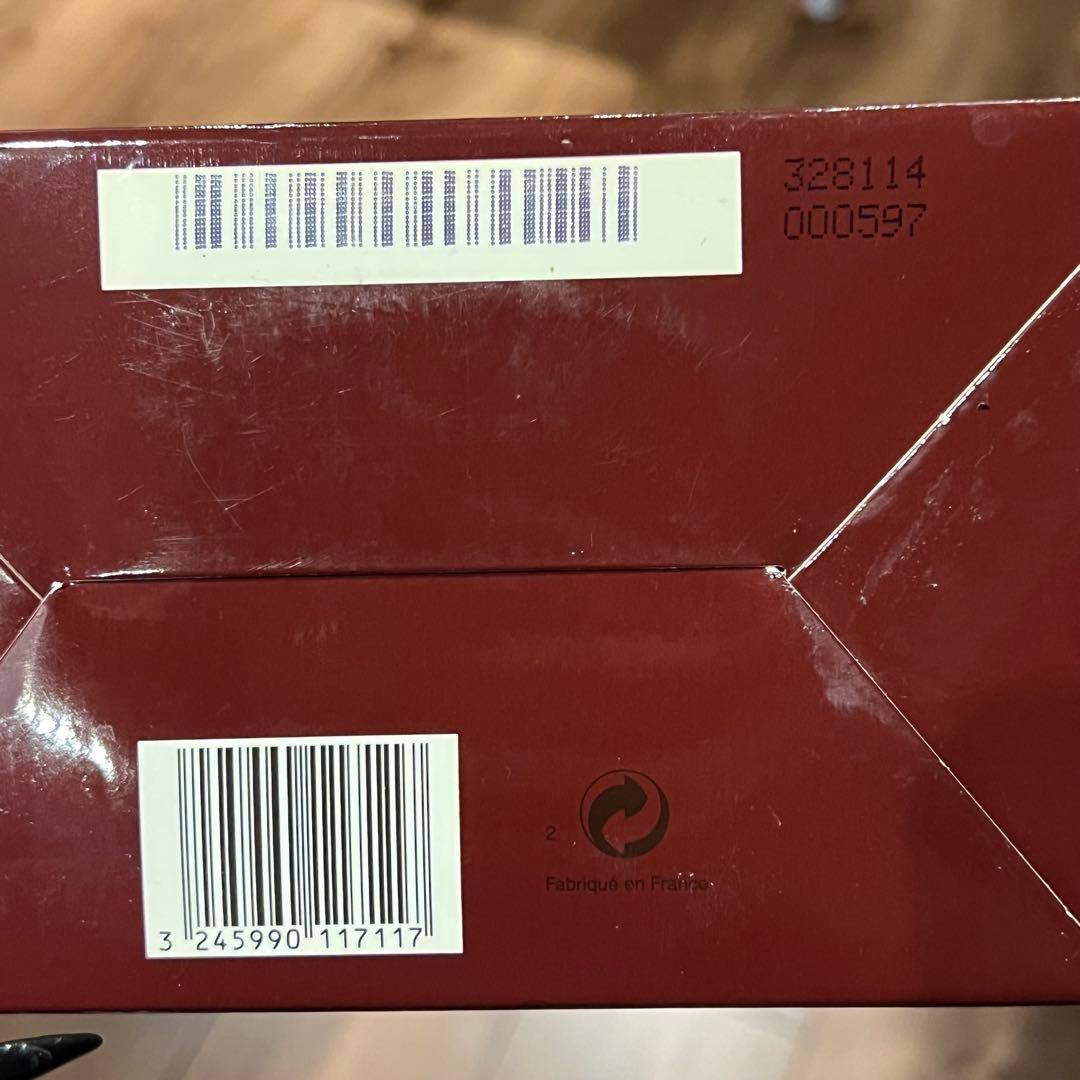 328114
000597
2
Fabriqué en France
3 245990 117117